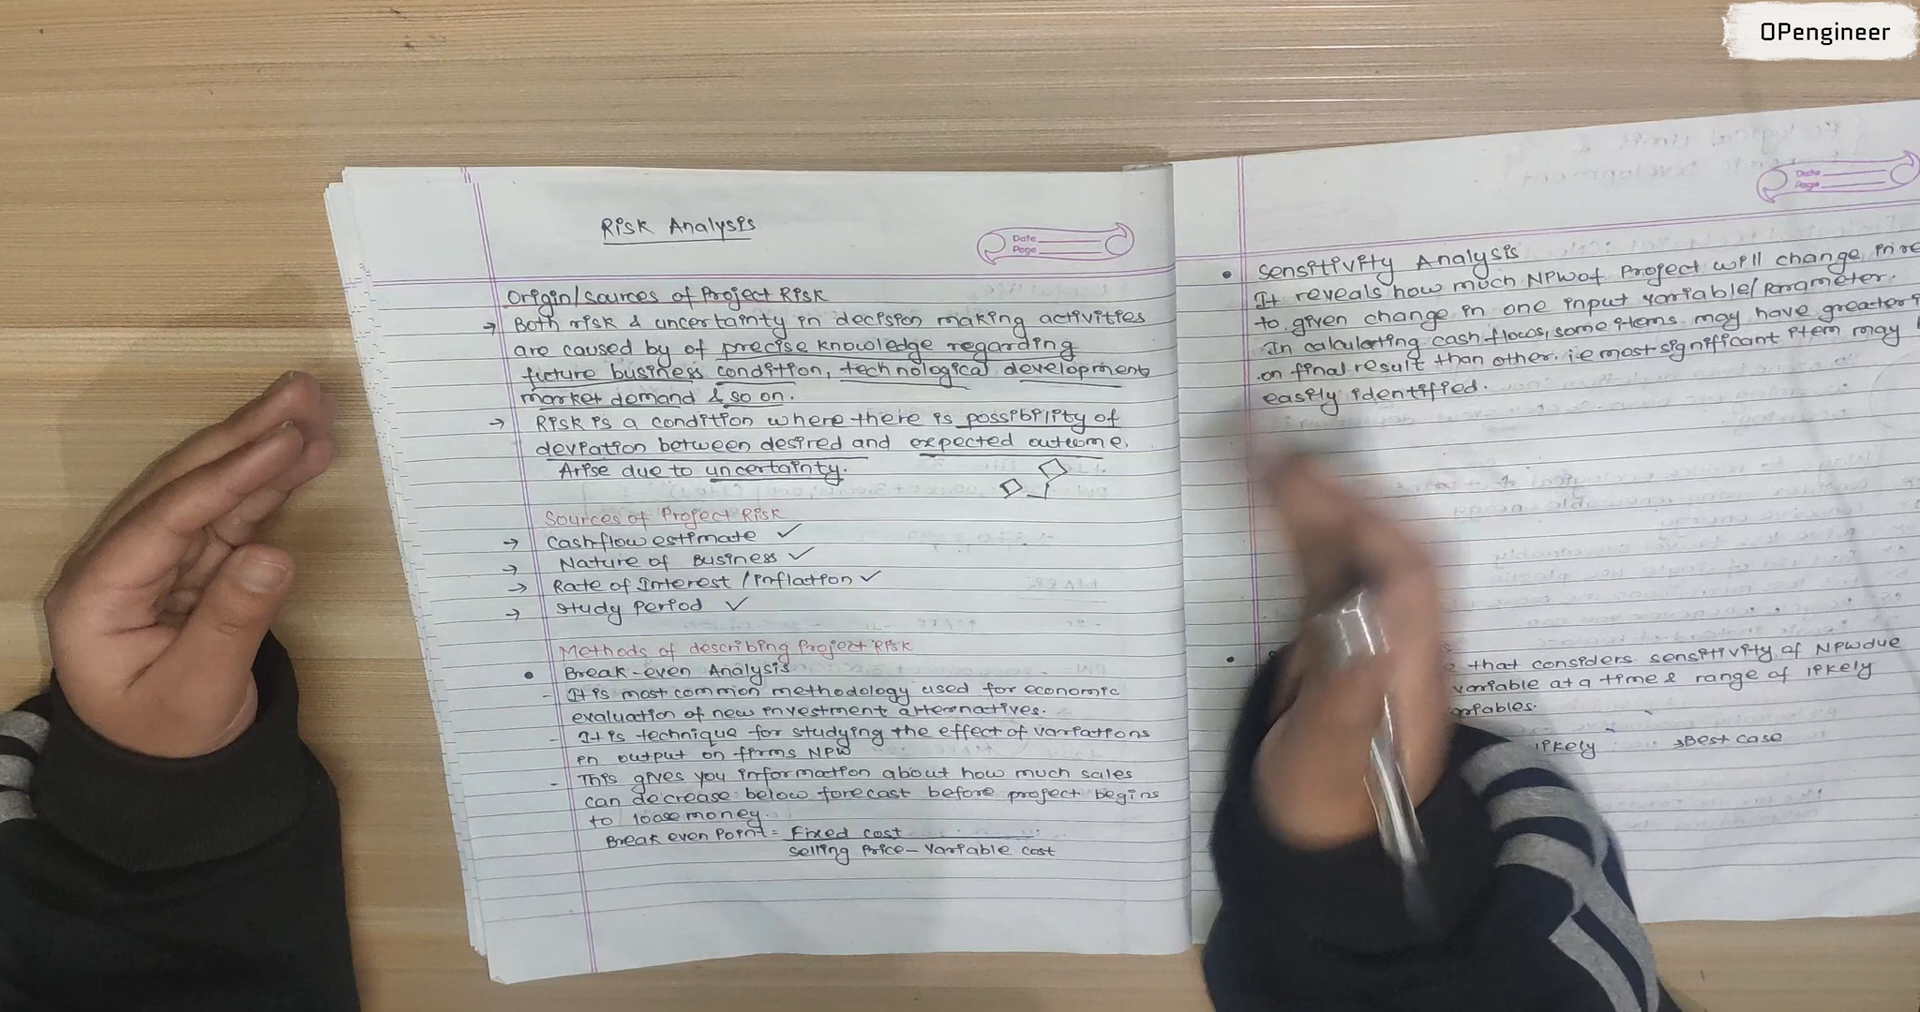 OPengineer
Risk Analysis
Date
Page
Origin/sources of Project Risk
→ Both risk & uncertainty in decision making activities
are caused by of precise knowledge regarding
future business condition, technological development
market demand & so on.
→ Risk is a condition where there is possibility of
deviation between desired and expected outcome.
Arise due to uncertainty.
Sources of Project Risk
→ Cashflow estimate ✓
→ Nature of Business ✓
→ Rate of Interest / Inflation ✓
→ Study Period ✓
Methods of describing Project Risk
• Break-even Analysis
- It is most common methodology used for economic
evaluation of new investment alternatives.
- It is technique for studying the effect of variations
in output on firms NPW
- This gives you information about how much sales
can decrease below forecast before project begins
to loose money.
Break even Point = Fixed cost
Selling Price - Variable cost
Date
Page
• Sensitivity Analysis
It reveals how much NPW of Project will change in
to given change in one input variable/Parameter.
In calculating cash flows, some items may have greater
on final result than other. i.e most significant item may
easily identified.
that considers sensitivity of NPW due
variable at a time & range of likely
→Best case